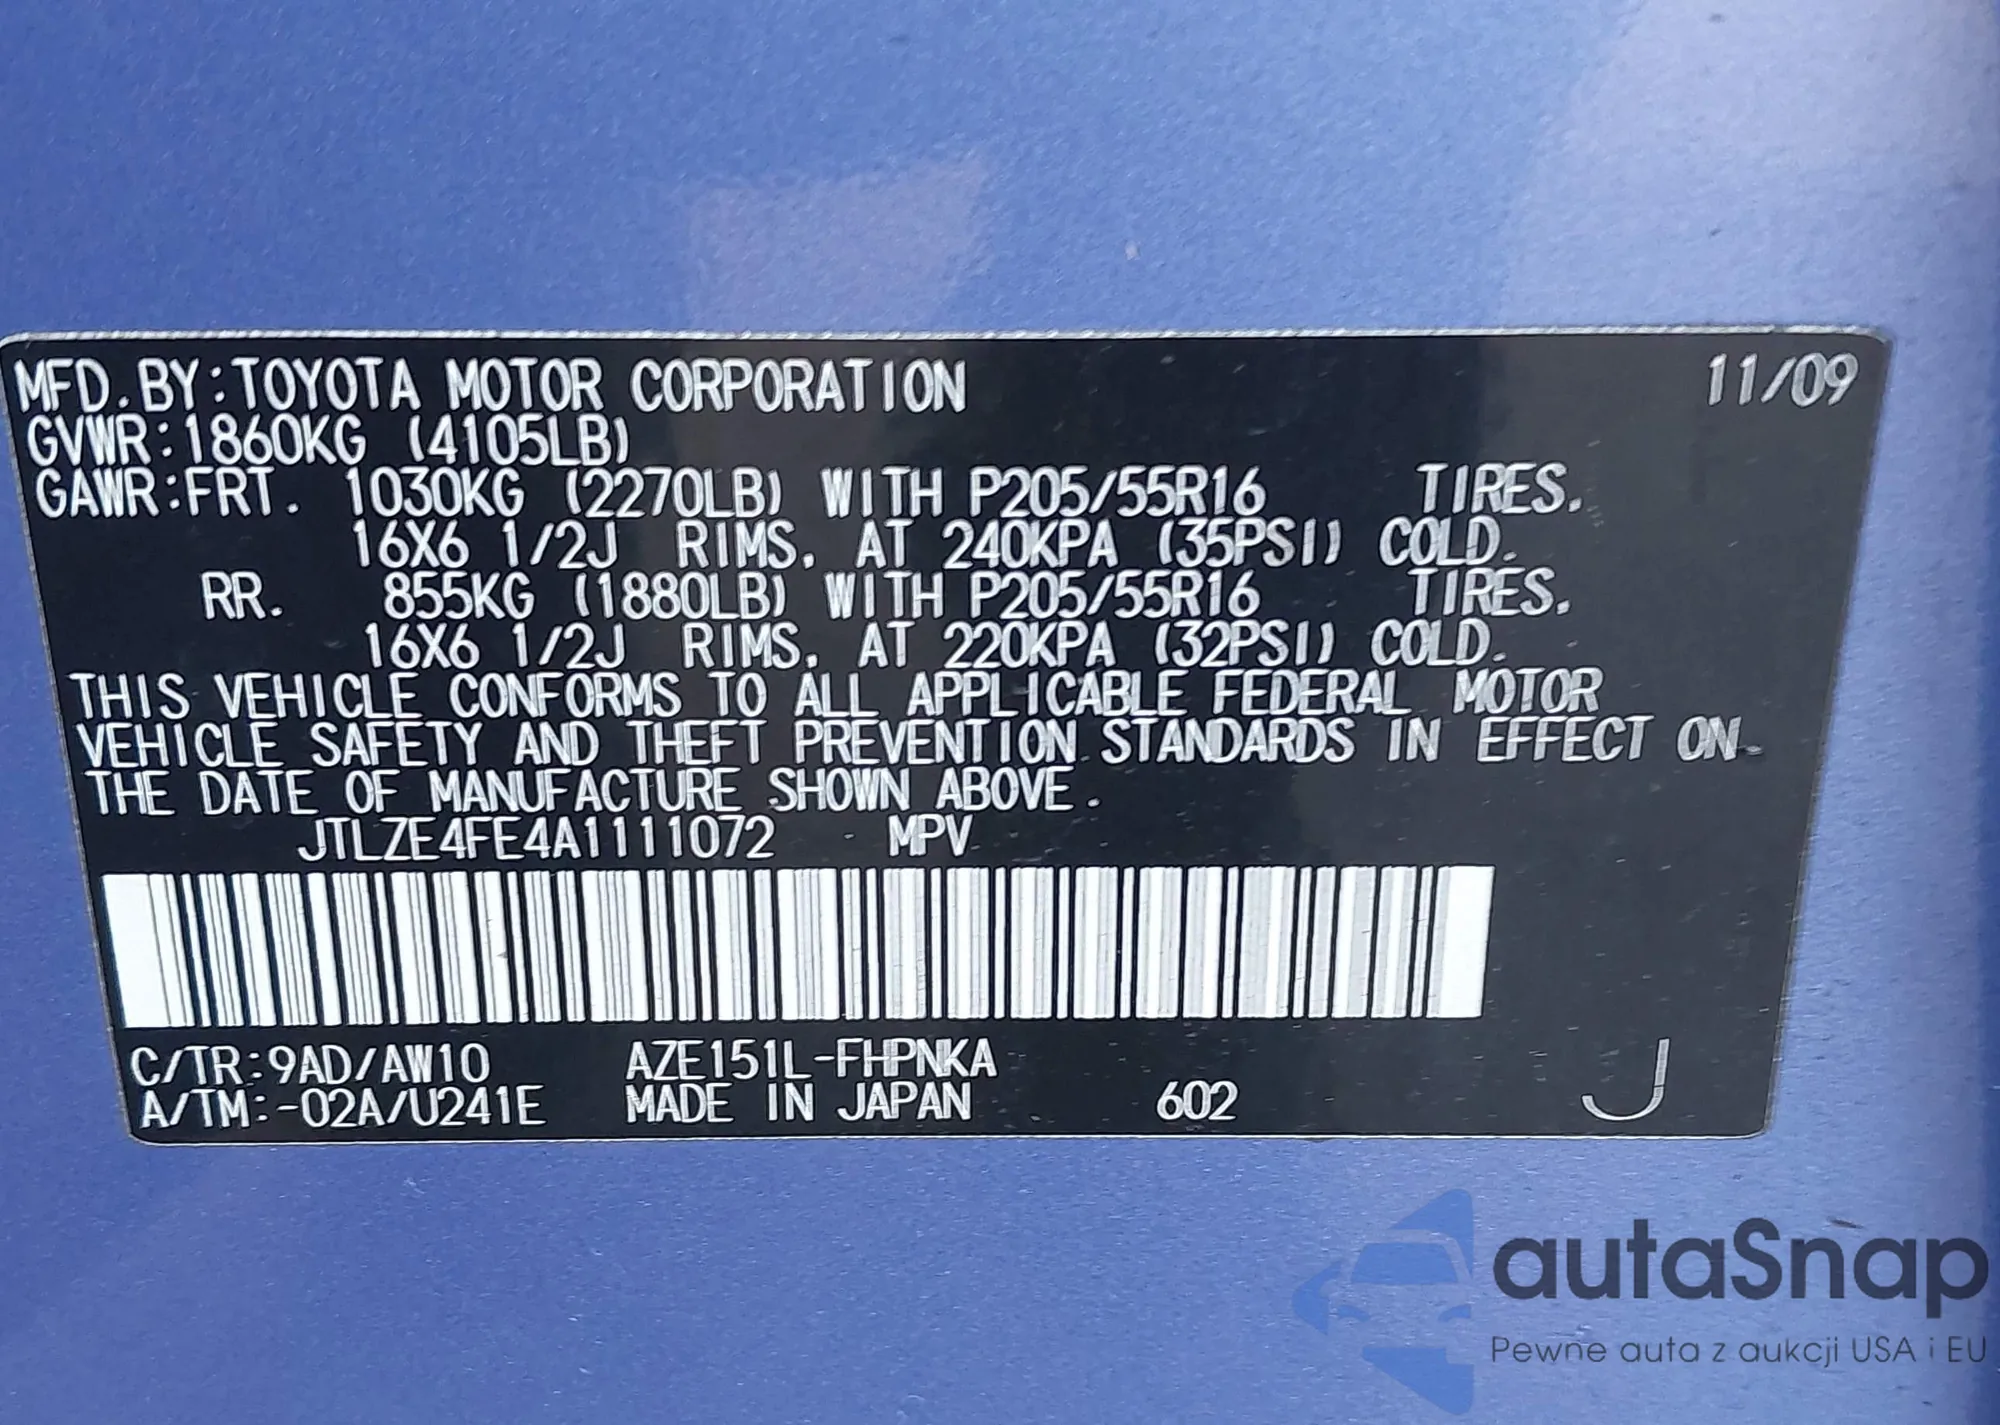 MFD. BY: TOYOTA MOTOR CORPORATION 11/09
GVWR: 1860KG (4105LB)
GAWR: FRT. 1030KG (2270LB) WITH P205/55R16 TIRES.
16X6 1/2J RIMS, AT 240KPA (35PSI) COLD.
RR. 855KG (1880LB) WITH P205/55R16 TIRES,
16X6 1/2J RIMS, AT 220KPA (32PSI) COLD.
THIS VEHICLE CONFORMS TO ALL APPLICABLE FEDERAL MOTOR
VEHICLE SAFETY AND THEFT PREVENTION STANDARDS IN EFFECT ON
THE DATE OF MANUFACTURE SHOWN ABOVE.
JTLZE4FE4A1111072 MPV
C/TR: 9AD/AW10 AZE151L-FHPNKA
A/TM: -02A/U241E MADE IN JAPAN 602 J
autaSnap
Pewne auta z aukcji USA i EU